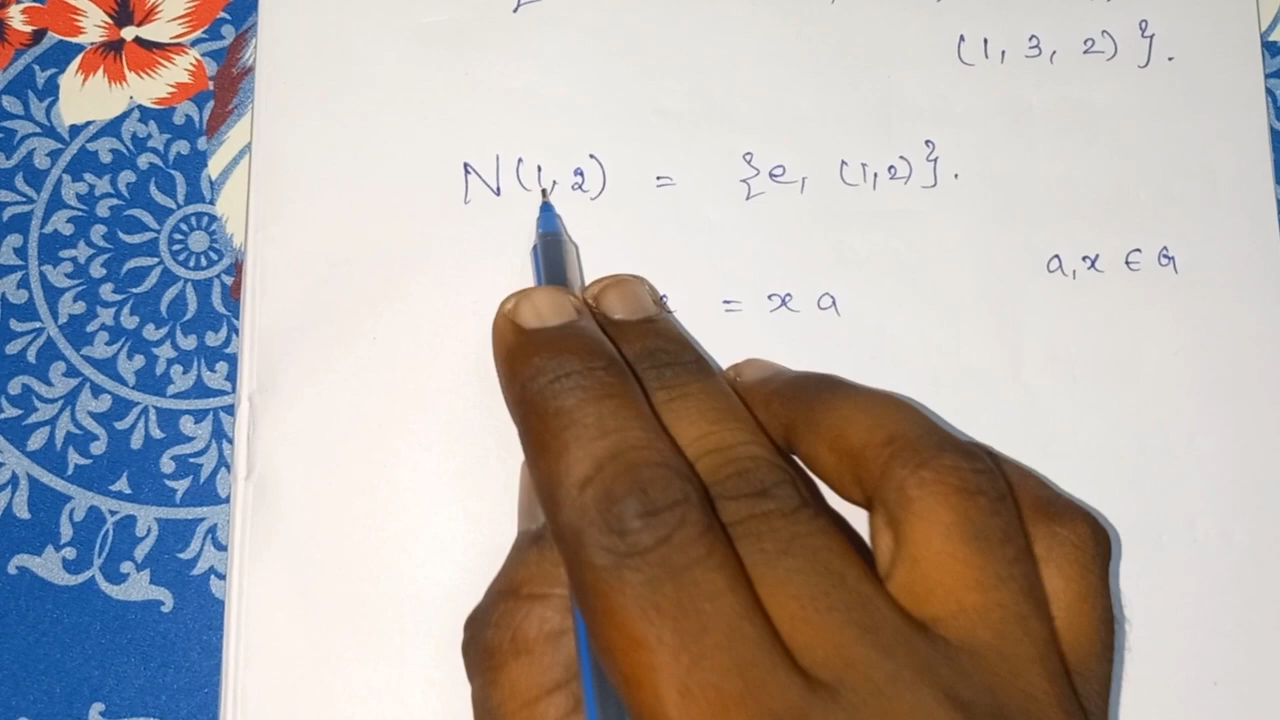 (1, 3, 2) }.
N(1,2) = {e, (1,2)}.
a,x ∈ G
= x a